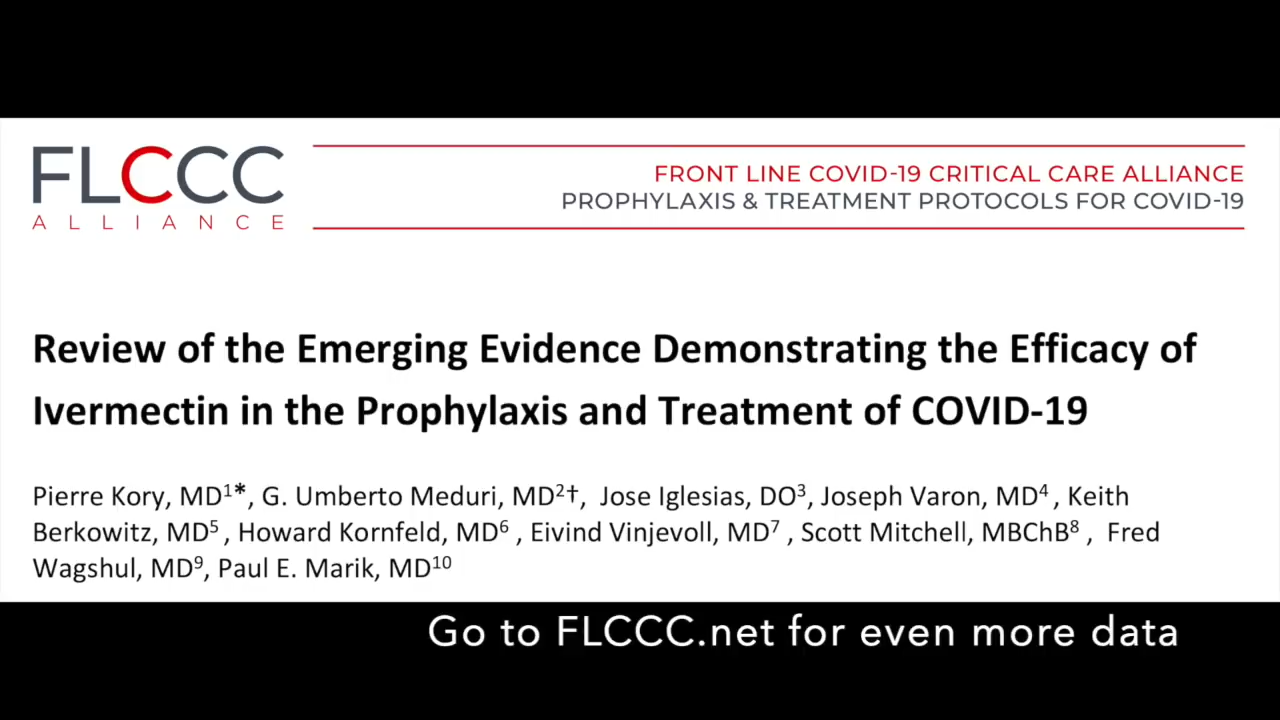 FLCCC
ALLIANCE
FRONT LINE COVID-19 CRITICAL CARE ALLIANCE
PROPHYLAXIS & TREATMENT PROTOCOLS FOR COVID-19
Review of the Emerging Evidence Demonstrating the Efficacy of
Ivermectin in the Prophylaxis and Treatment of COVID-19
Pierre Kory, MD¹*, G. Umberto Meduri, MD²†, Jose Iglesias, DO³, Joseph Varon, MD⁴ , Keith
Berkowitz, MD⁵ , Howard Kornfeld, MD⁶ , Eivind Vinjevoll, MD⁷ , Scott Mitchell, MBChB⁸ , Fred
Wagshul, MD⁹, Paul E. Marik, MD¹⁰
Go to FLCCC.net for even more data